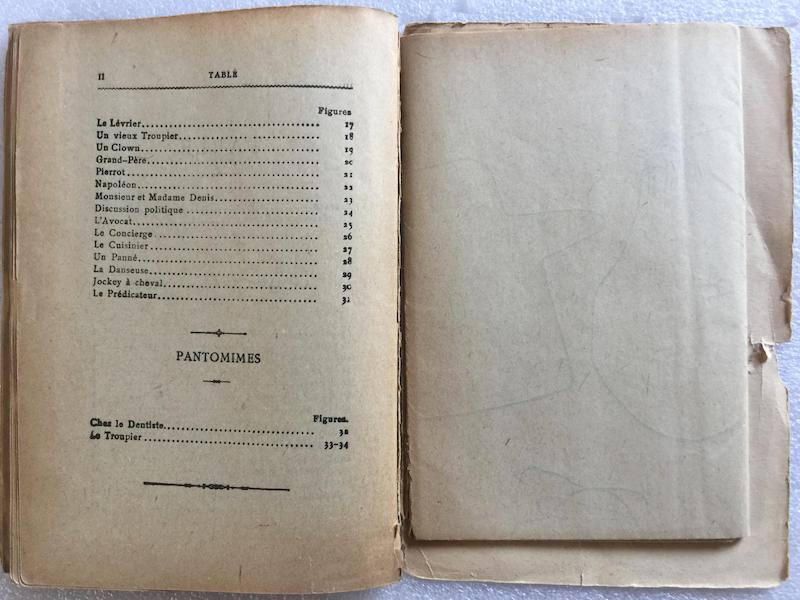 II TABLE
Figures
Le Lévrier 17
Un vieux Troupier 18
Un Clown 19
Grand-Père 20
Pierrot 21
Napoléon 22
Monsieur et Madame Denis 23
Discussion politique 24
L'Avocat 25
Le Concierge 26
Le Cuisinier 27
Un Panné 28
La Danseuse 29
Jockey à cheval 30
Le Prédicateur 31
PANTOMIMES
Figures.
Chez le Dentiste 32
Le Troupier 33-34